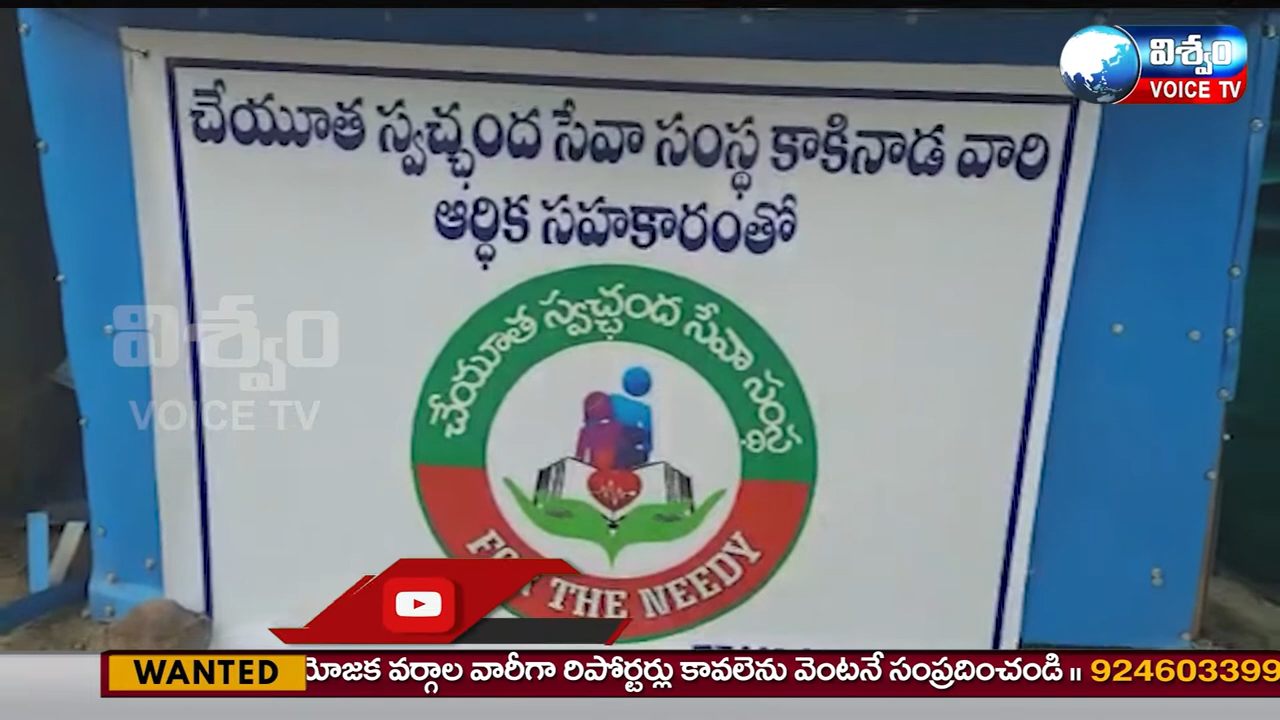 విశ్వం
VOICE TV
చేయూత స్వచ్ఛంద సేవా సంస్థ కాకినాడ వారి
ఆర్ధిక సహకారంతో
విశ్వం
VOICE TV
చేయూత స్వచ్ఛంద సేవా సంస్థ
THE NEEDY
WANTED
యోజక వర్గాల వారీగా రిపోర్టర్లు కావలెను వెంటనే సంప్రదించండి ॥ 924603399